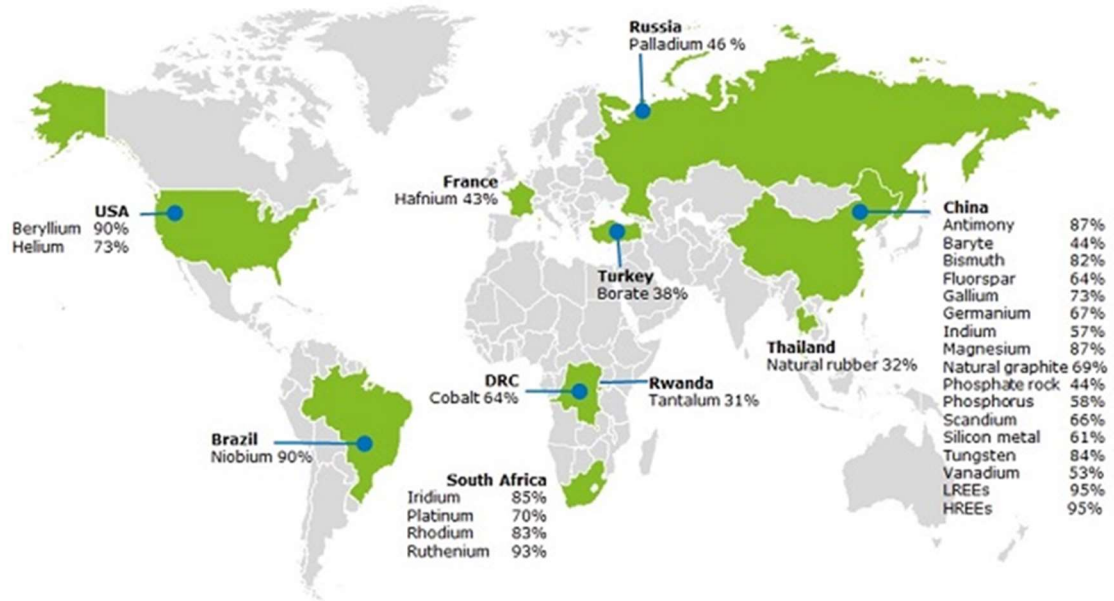 Russia
Palladium 46 %
France
Hafnium 43%
USA
Beryllium 90%
Helium 73%
Turkey
Borate 38%
China
Antimony 87%
Baryte 44%
Bismuth 82%
Fluorspar 64%
Gallium 73%
Germanium 67%
Indium 57%
Magnesium 87%
Natural graphite 69%
Phosphate rock 44%
Phosphorus 58%
Scandium 66%
Silicon metal 61%
Tungsten 84%
Vanadium 53%
LREEs 95%
HREEs 95%
Thailand
Natural rubber 32%
DRC
Cobalt 64%
Rwanda
Tantalum 31%
Brazil
Niobium 90%
South Africa
Iridium 85%
Platinum 70%
Rhodium 83%
Ruthenium 93%